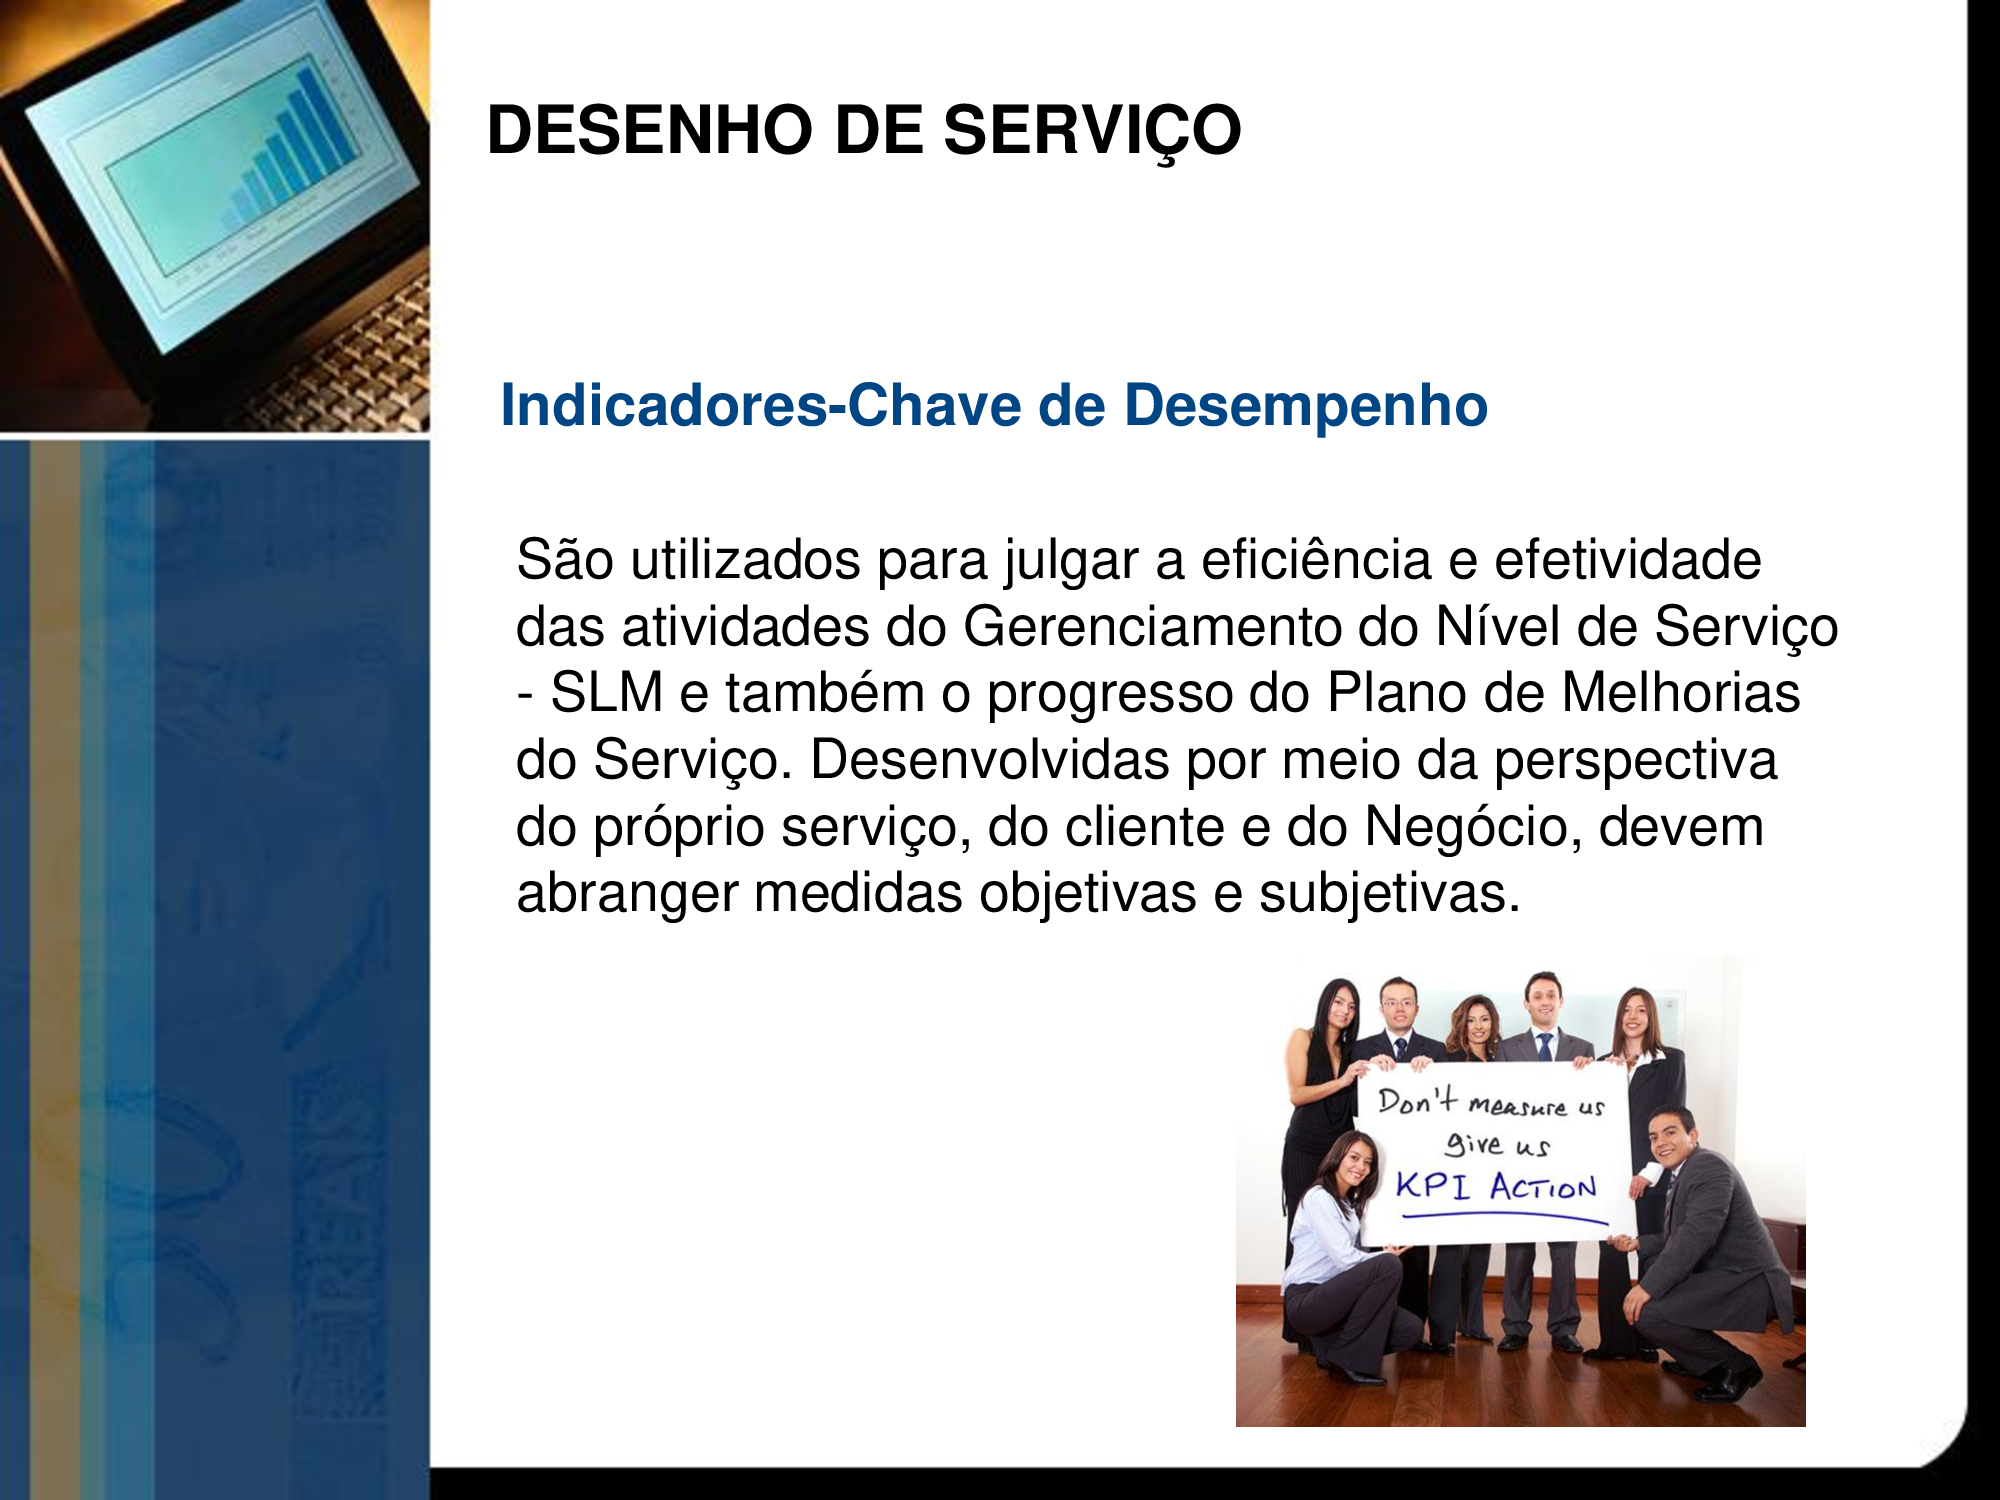 DESENHO DE SERVIÇO
Indicadores-Chave de Desempenho
São utilizados para julgar a eficiência e efetividade
das atividades do Gerenciamento do Nível de Serviço
- SLM e também o progresso do Plano de Melhorias
do Serviço. Desenvolvidas por meio da perspectiva
do próprio serviço, do cliente e do Negócio, devem
abranger medidas objetivas e subjetivas.
Don't measure us
give us
KPI ACTION
REAIS